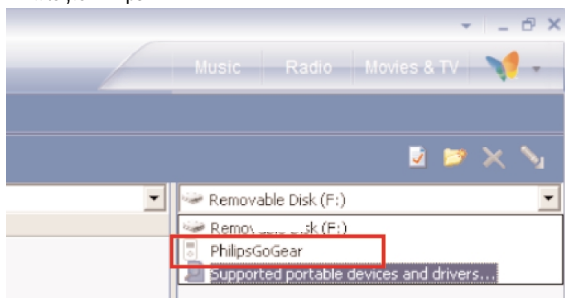 Music Radio Movies & TV
Removable Disk (F:)
(F:)
PhilipsGoGear
Supported portable devices and drivers...